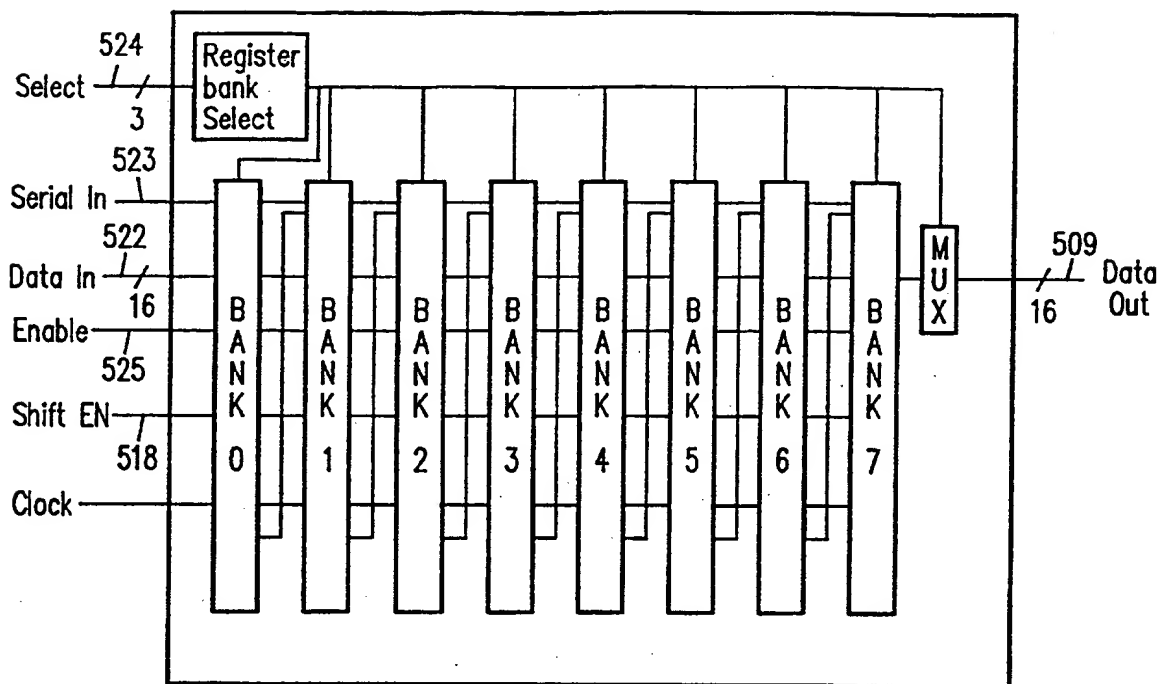 524
Select
3
Register
bank
Select
523
Serial In
522
Data In
16
Enable
525
Shift EN
518
Clock
BANK 0
BANK 1
BANK 2
BANK 3
BANK 4
BANK 5
BANK 6
BANK 7
MUX
509
16
Data
Out